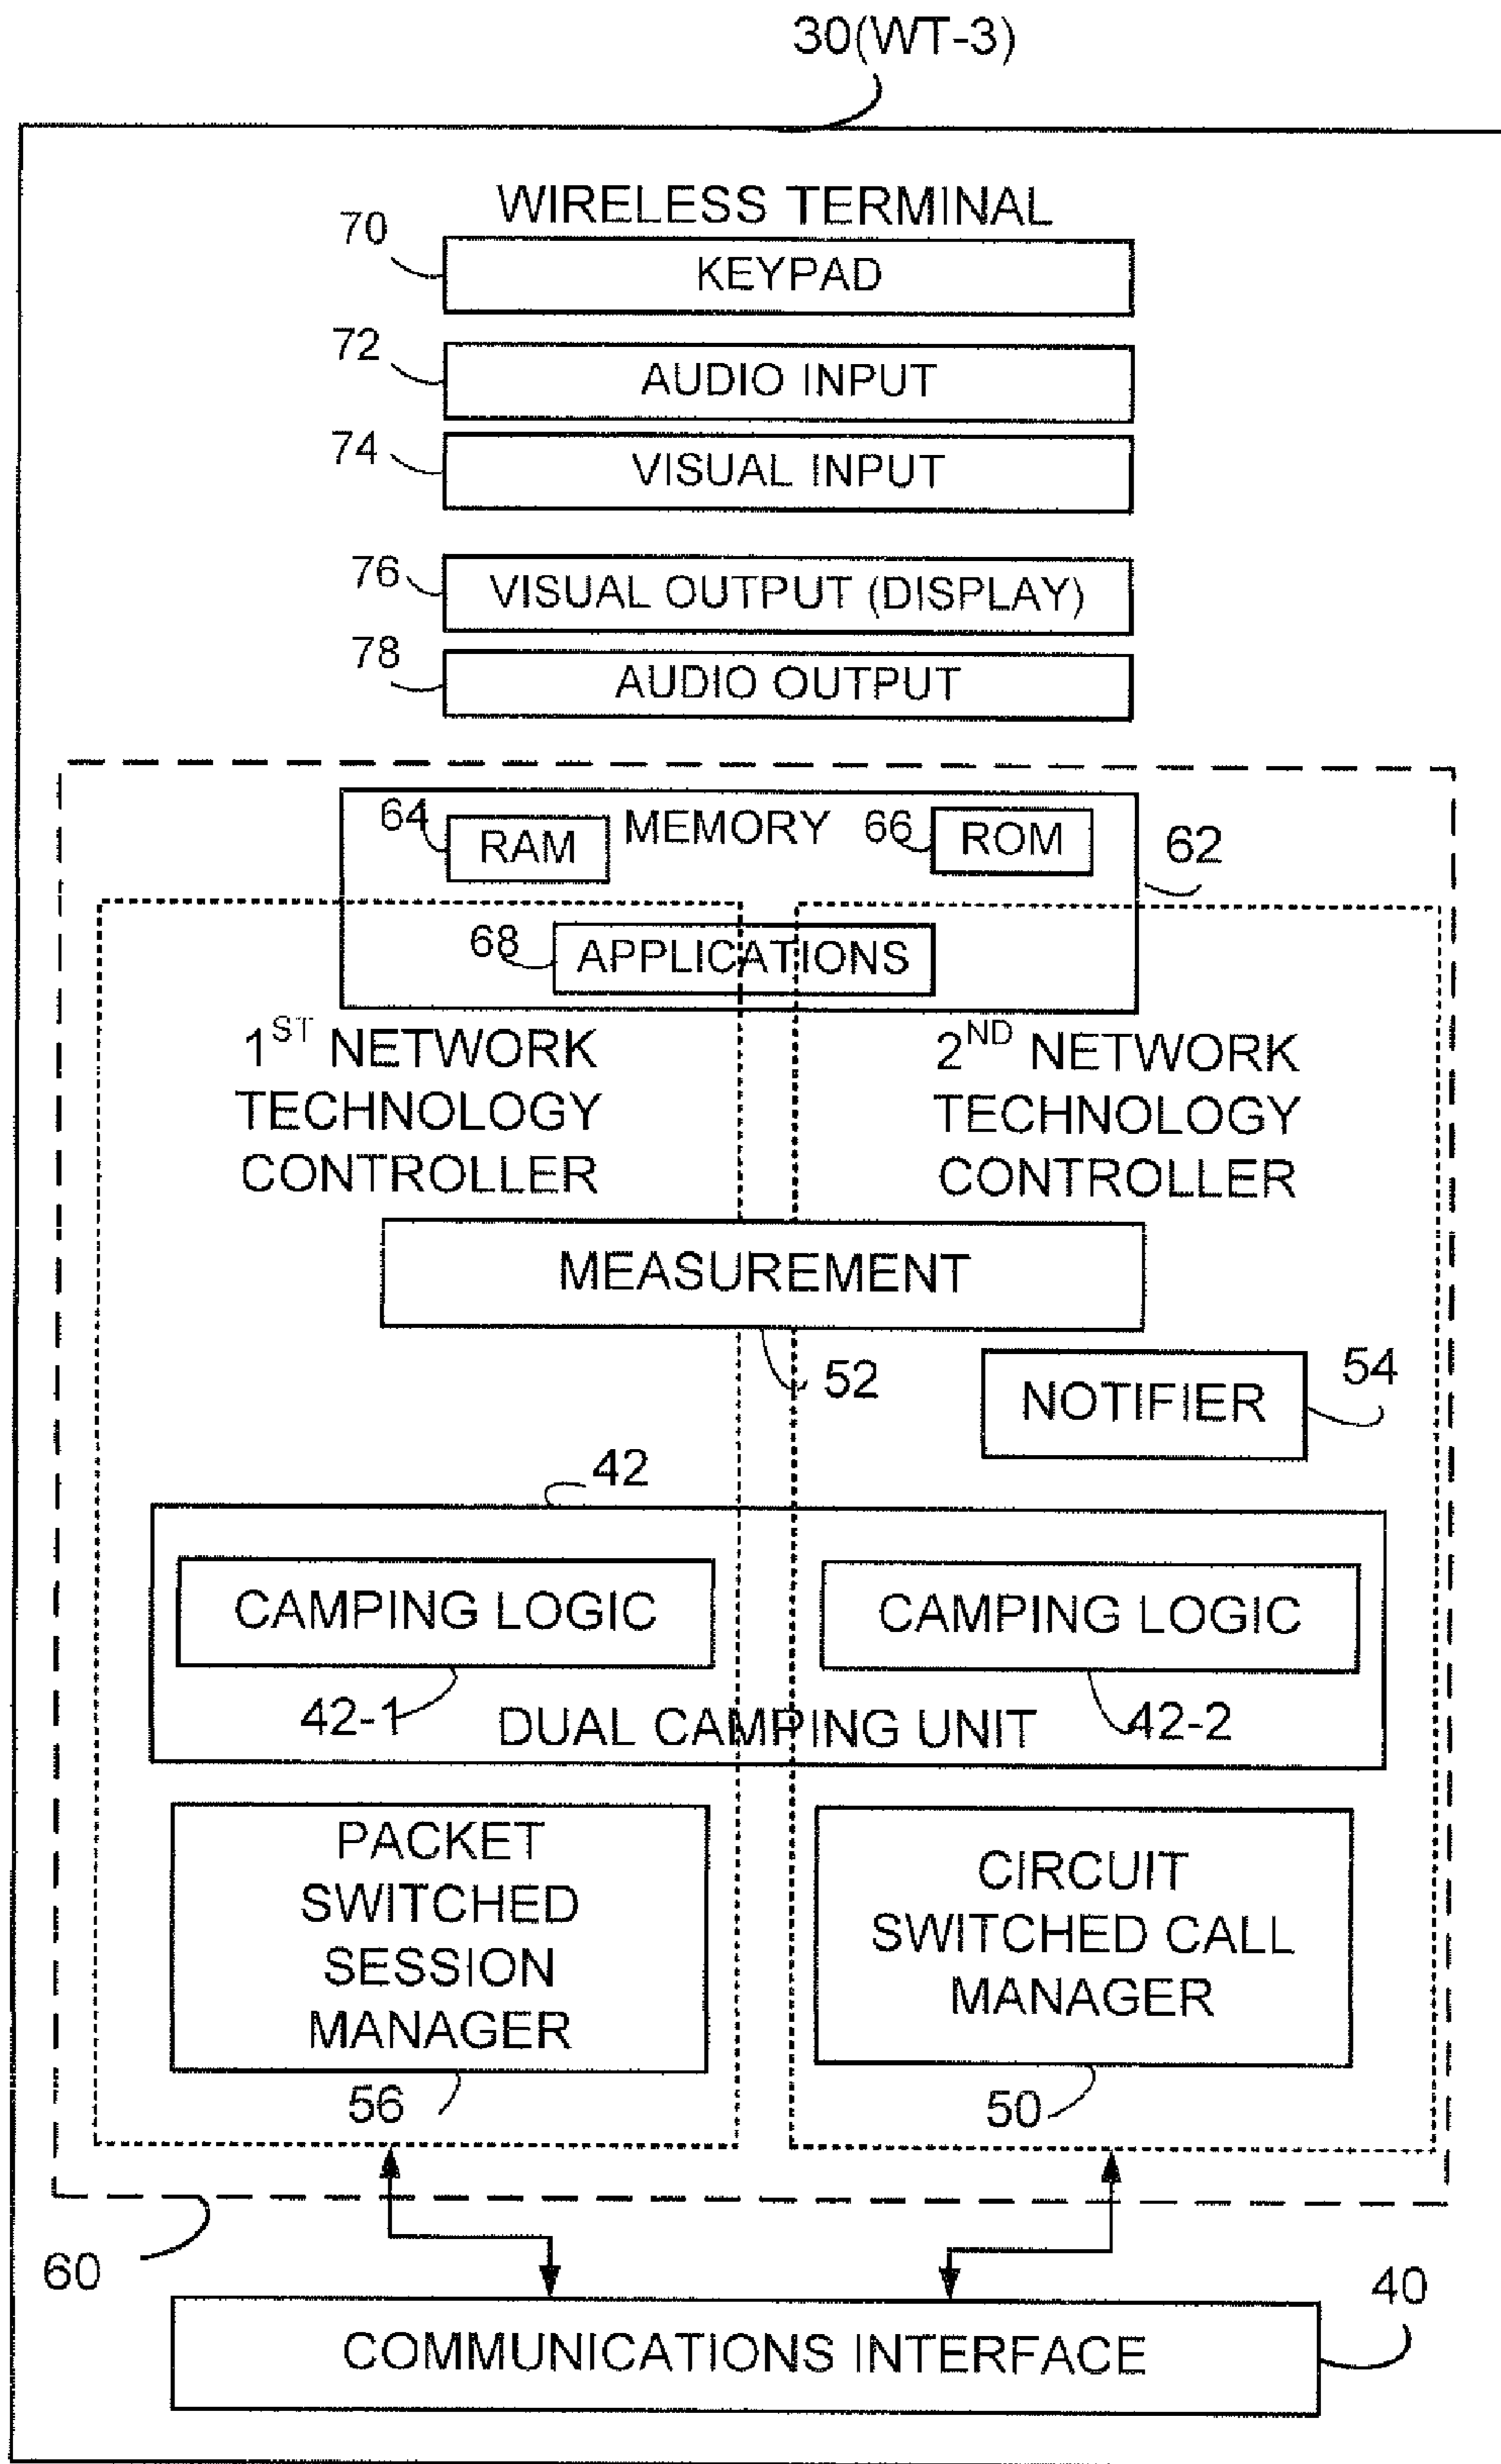 30(WT-3)
WIRELESS TERMINAL
70
KEYPAD
72
AUDIO INPUT
74
VISUAL INPUT
76
VISUAL OUTPUT (DISPLAY)
78
AUDIO OUTPUT
64
RAM
MEMORY
66
ROM
62
68
APPLICATIONS
1ST NETWORK
TECHNOLOGY
CONTROLLER
2ND NETWORK
TECHNOLOGY
CONTROLLER
MEASUREMENT
52
NOTIFIER
54
42
CAMPING LOGIC
CAMPING LOGIC
42-1
DUAL CAMPING UNIT
42-2
PACKET
SWITCHED
SESSION
MANAGER
56
CIRCUIT
SWITCHED CALL
MANAGER
50
60
40
COMMUNICATIONS INTERFACE